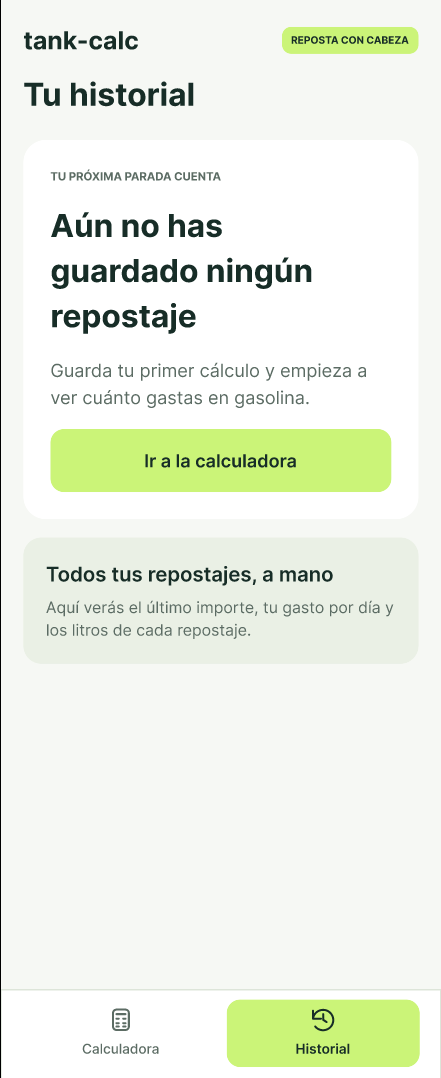 tank-calc
REPOSTA CON CABEZA
Tu historial
TU PRÓXIMA PARADA CUENTA
Aún no has
guardado ningún
repostaje
Guarda tu primer cálculo y empieza a
ver cuánto gastas en gasolina.
Ir a la calculadora
Todos tus repostajes, a mano
Aquí verás el último importe, tu gasto por día y
los litros de cada repostaje.
Calculadora
Historial